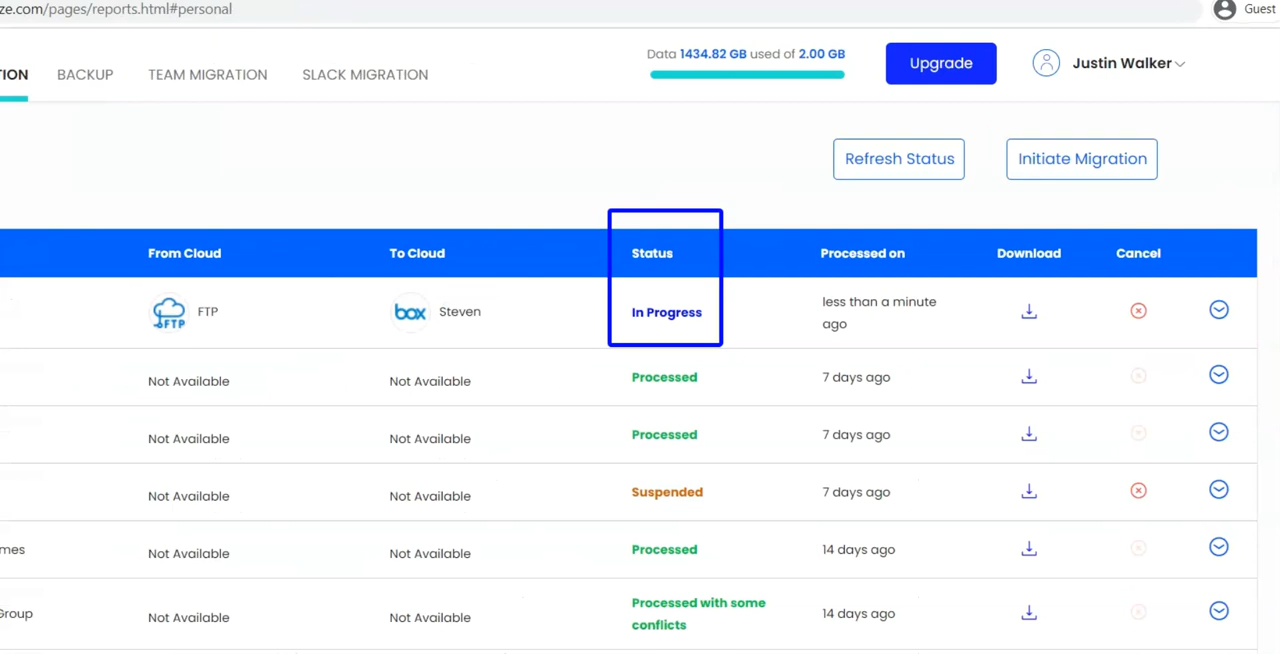 ze.com/pages/reports.html#personal
Guest
TION
BACKUP
TEAM MIGRATION
SLACK MIGRATION
Data 1434.82 GB used of 2.00 GB
Upgrade
Justin Walker
Refresh Status
Initiate Migration
From Cloud
To Cloud
Status
Processed on
Download
Cancel
FTP
FTP
box
Steven
In Progress
less than a minute
ago
Not Available
Not Available
Processed
7 days ago
Not Available
Not Available
Processed
7 days ago
Not Available
Not Available
Suspended
7 days ago
mes
Not Available
Not Available
Processed
14 days ago
Group
Not Available
Not Available
Processed with some
conflicts
14 days ago